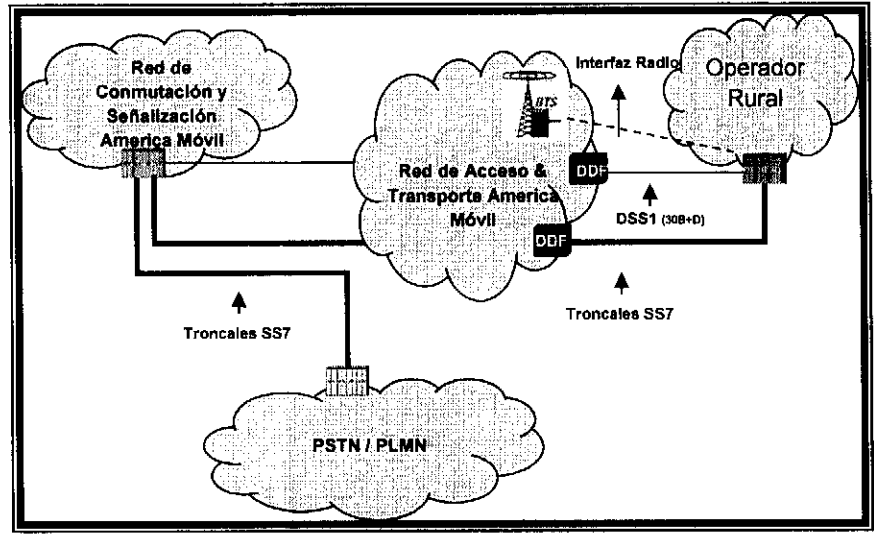 Red de
Conmutación y
Señalización
America Móvil
Interfaz Radio
Operador
Rural
BTS
Red de Acceso &
Transporte America
Móvil
DDF
DSS1 (30B+D)
DDF
Troncales SS7
Troncales SS7
PSTN / PLMN